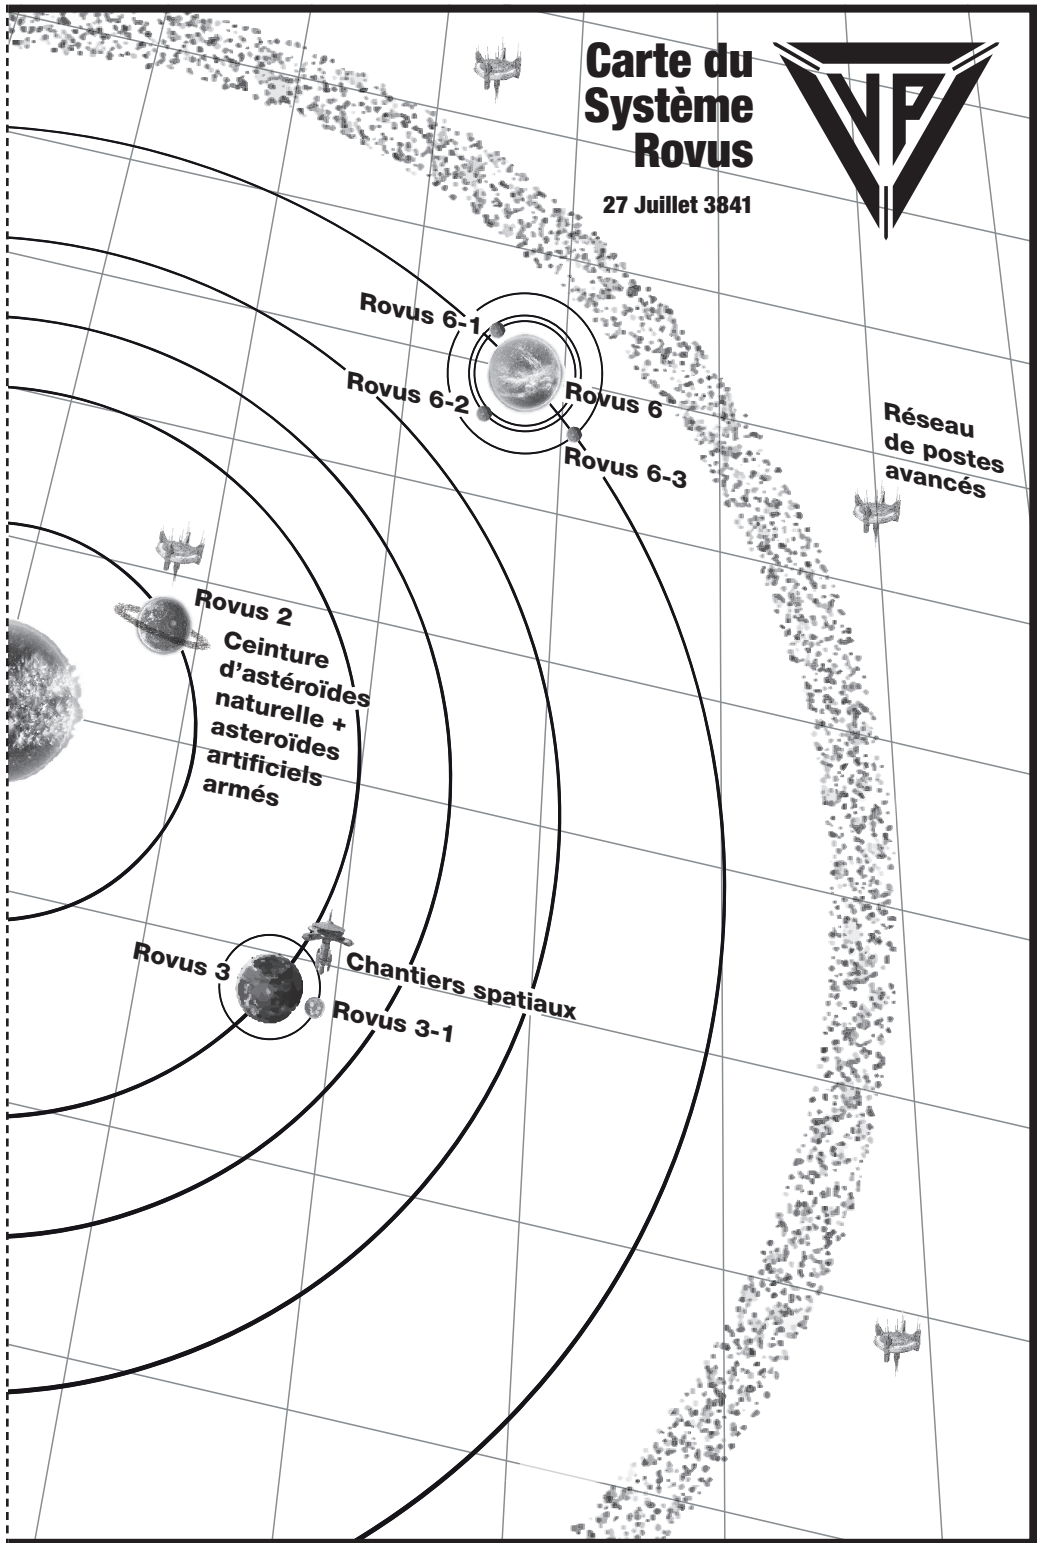 Carte du
Système
Rovus
27 Juillet 3841
VP
Rovus 6-1
Rovus 6-2
Rovus 6
Rovus 6-3
Réseau
de postes
avancés
Rovus 2
Ceinture
d'astéroïdes
naturelle +
asteroïdes
artificiels
armés
Rovus 3
Chantiers spatiaux
Rovus 3-1